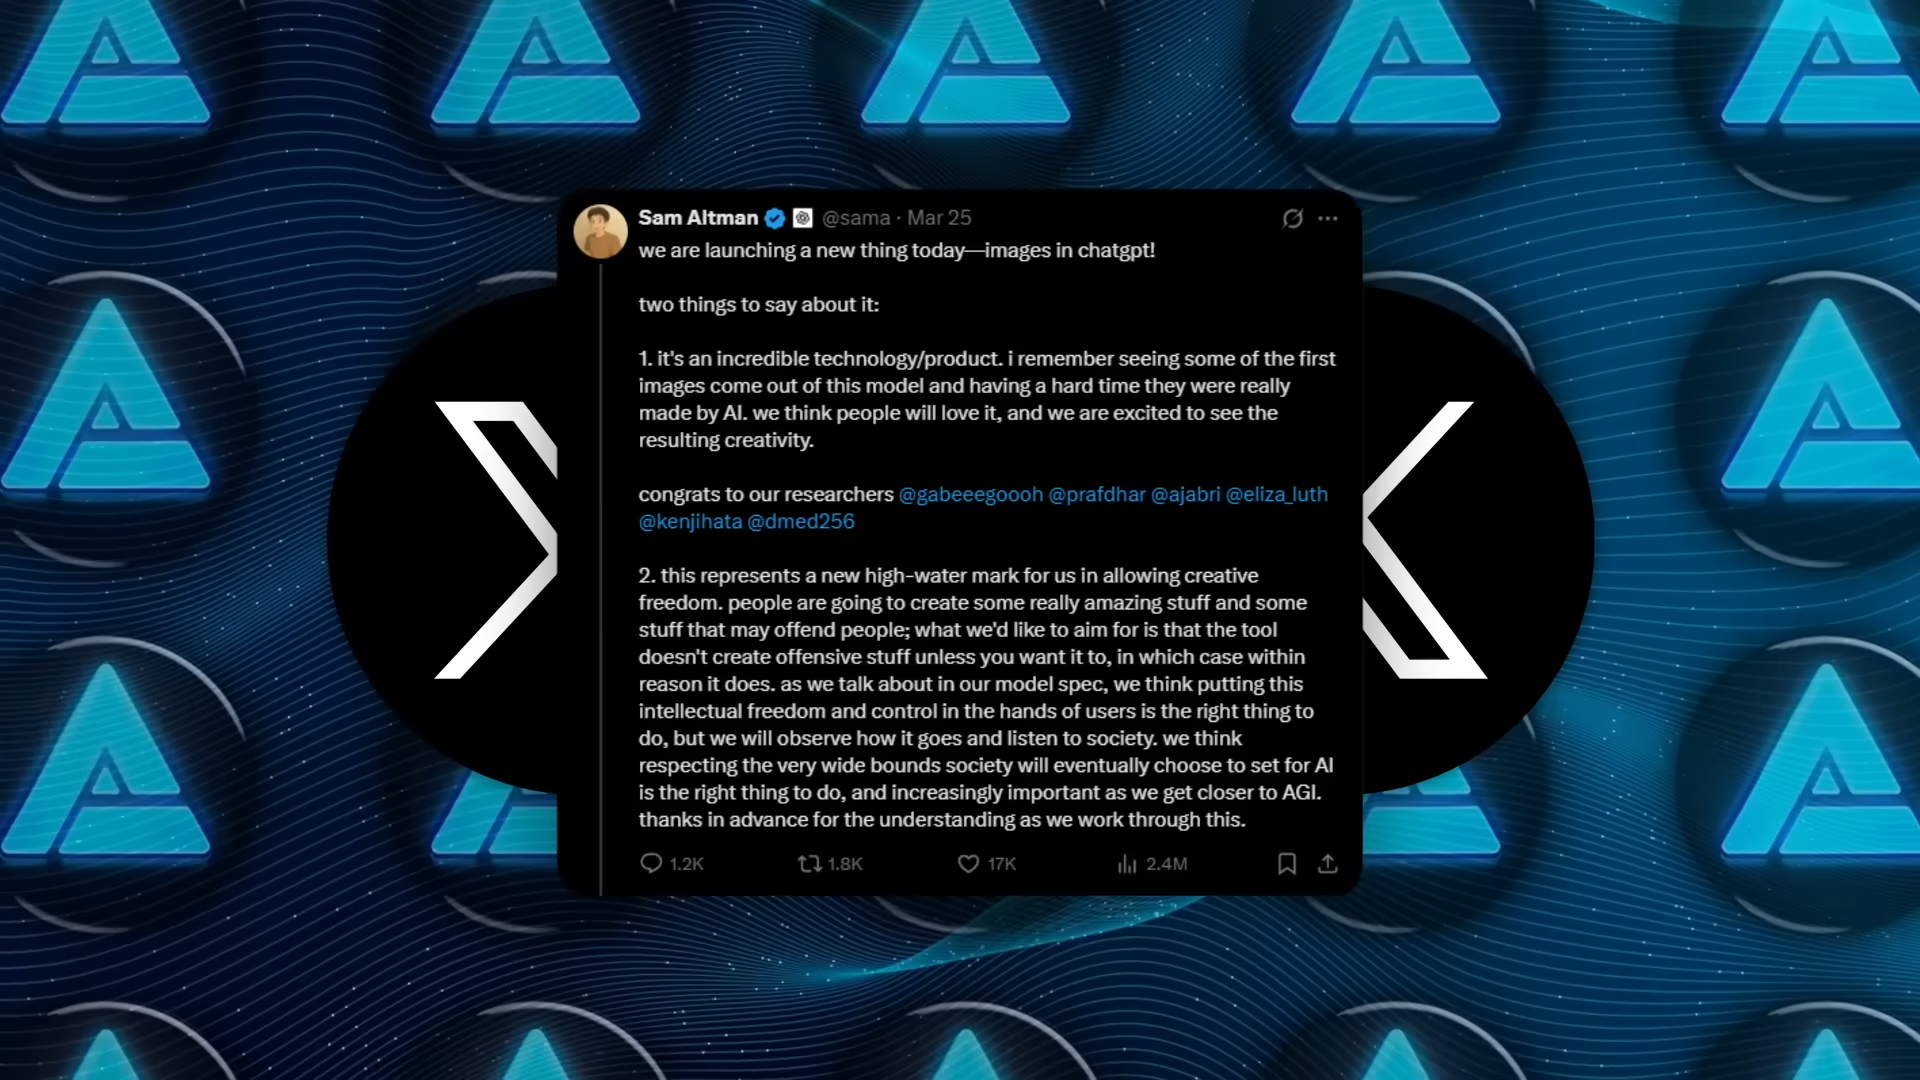 Sam Altman @sama · Mar 25
we are launching a new thing today—images in chatgpt!
two things to say about it:
1. it's an incredible technology/product. i remember seeing some of the first
images come out of this model and having a hard time they were really
made by AI. we think people will love it, and we are excited to see the
resulting creativity.
congrats to our researchers @gabeeegoooh @prafdhar @ajabri @eliza_luth
@kenjihata @dmed256
2. this represents a new high-water mark for us in allowing creative
freedom. people are going to create some really amazing stuff and some
stuff that may offend people; what we'd like to aim for is that the tool
doesn't create offensive stuff unless you want it to, in which case within
reason it does. as we talk about in our model spec, we think putting this
intellectual freedom and control in the hands of users is the right thing to
do, but we will observe how it goes and listen to society. we think
respecting the very wide bounds society will eventually choose to set for AI
is the right thing to do, and increasingly important as we get closer to AGI.
thanks in advance for the understanding as we work through this.
1.2K 1.8K 17K 2.4M